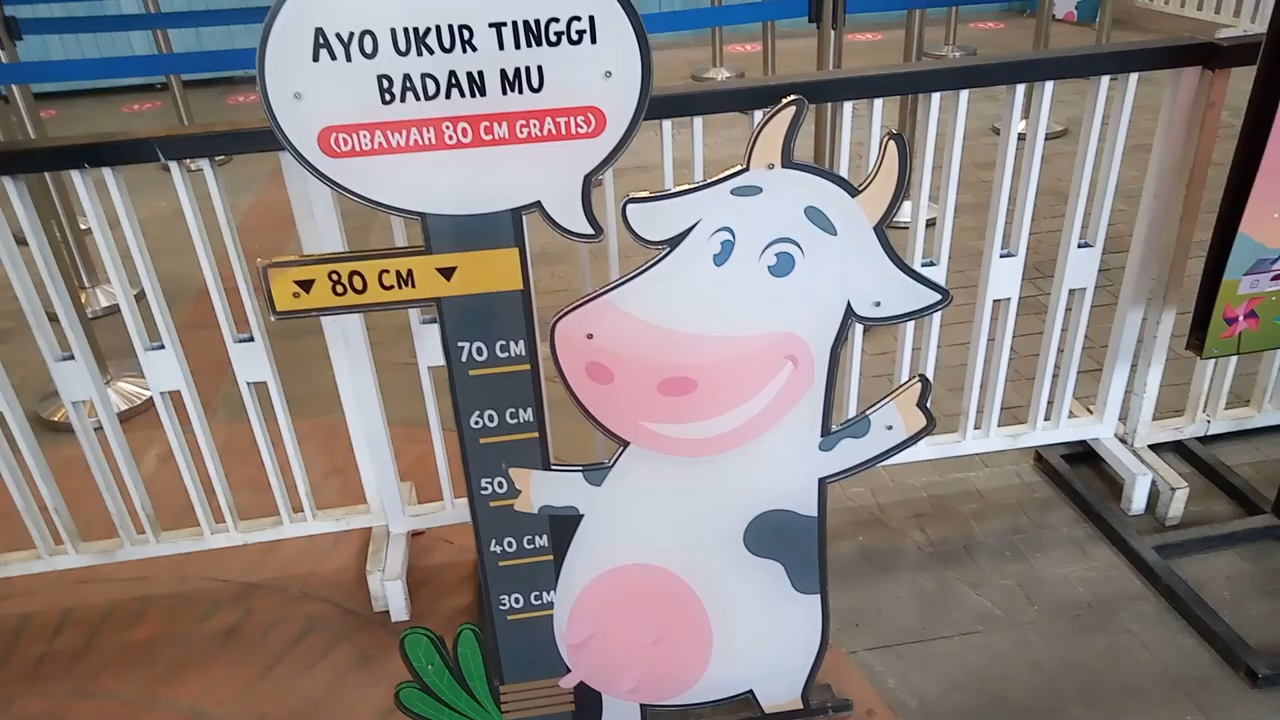 AYO UKUR TINGGI
BADAN MU
(DIBAWAH 80 CM GRATIS)
80 CM
70 CM
60 CM
50
40 CM
30 CM